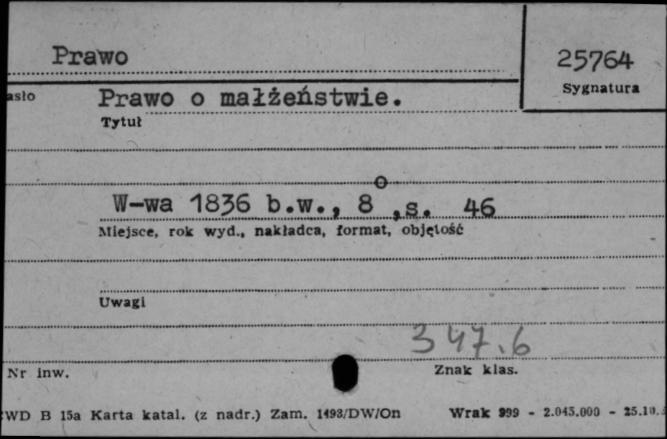 Prawo
25764
Sygnatura
asło
Prawo o małżeństwie.
Tytuł
W-wa 1836 b.w., 8°, s. 46
Miejsce, rok wyd., nakładca, format, objętość
Uwagi
347.6
Nr inw.
Znak klas.
WD B 15a Karta katal. (z nadr.) Zam. 1493/DW/On
Wrak 999 - 2.045.000 - 25.10.